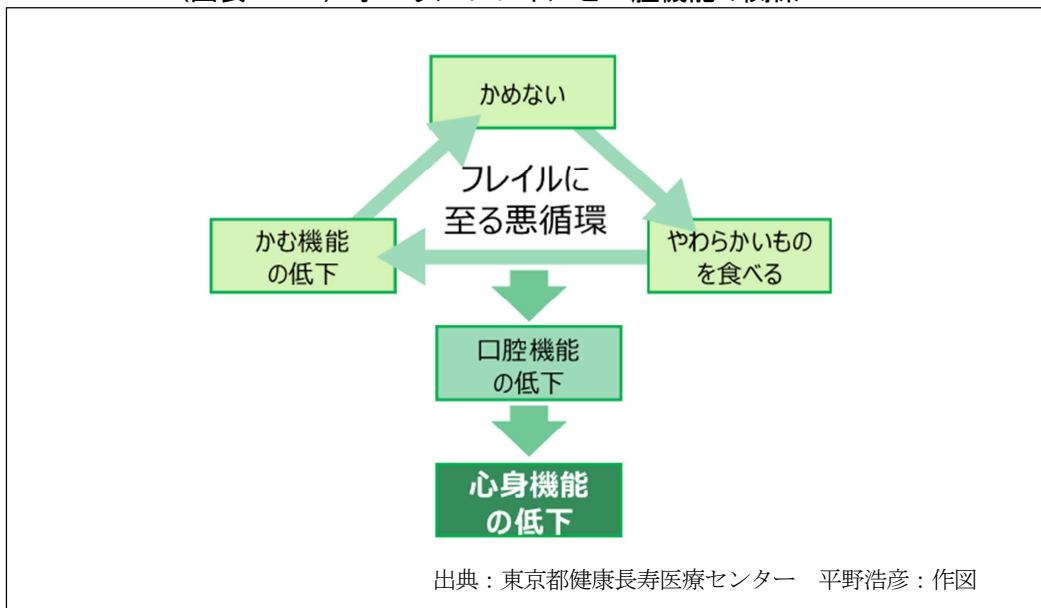 かめない
フレイルに
至る悪循環
かむ機能
の低下
やわらかいもの
を食べる
口腔機能
の低下
心身機能
の低下
出典：東京都健康長寿医療センター　平野浩彦：作図